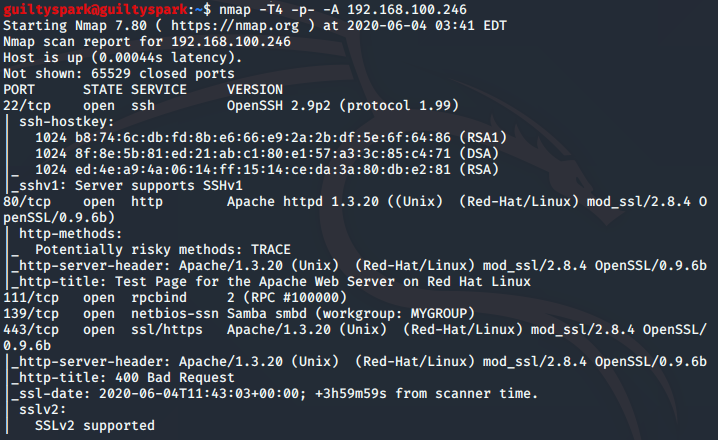 guiltyspark@guiltyspark:~$ nmap -T4 -p- -A 192.168.100.246
Starting Nmap 7.80 ( https://nmap.org ) at 2020-06-04 03:41 EDT
Nmap scan report for 192.168.100.246
Host is up (0.00044s latency).
Not shown: 65529 closed ports
PORT     STATE SERVICE     VERSION
22/tcp   open  ssh         OpenSSH 2.9p2 (protocol 1.99)
| ssh-hostkey:
|   1024 b8:74:6c:db:fd:8b:e6:66:e9:2a:2b:df:5e:6f:64:86 (RSA1)
|   1024 8f:8e:5b:81:ed:21:ab:c1:80:e1:57:a3:3c:85:c4:71 (DSA)
|_  1024 ed:4e:a9:4a:06:14:ff:15:14:ce:da:3a:80:db:e2:81 (RSA)
|_sshv1: Server supports SSHv1
80/tcp   open  http        Apache httpd 1.3.20 ((Unix)  (Red-Hat/Linux) mod_ssl/2.8.4 O
penSSL/0.9.6b)
| http-methods:
|_  Potentially risky methods: TRACE
|_http-server-header: Apache/1.3.20 (Unix)  (Red-Hat/Linux) mod_ssl/2.8.4 OpenSSL/0.9.6b
|_http-title: Test Page for the Apache Web Server on Red Hat Linux
111/tcp  open  rpcbind     2 (RPC #100000)
139/tcp  open  netbios-ssn Samba smbd (workgroup: MYGROUP)
443/tcp  open  ssl/https   Apache/1.3.20 (Unix)  (Red-Hat/Linux) mod_ssl/2.8.4 OpenSSL/
0.9.6b
|_http-server-header: Apache/1.3.20 (Unix)  (Red-Hat/Linux) mod_ssl/2.8.4 OpenSSL/0.9.6b
|_http-title: 400 Bad Request
|_ssl-date: 2020-06-04T11:43:03+00:00; +3h59m59s from scanner time.
| sslv2:
|   SSLv2 supported